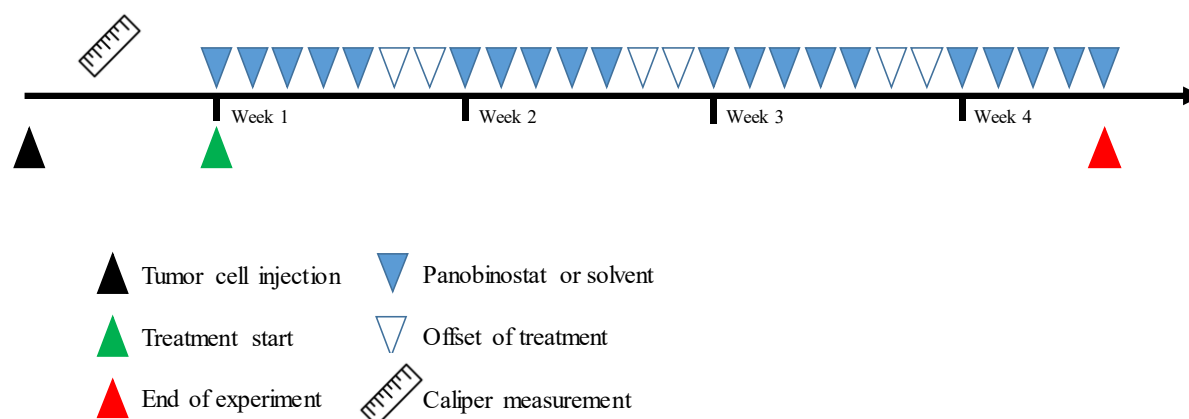 Week 1
Week 2
Week 3
Week 4
Tumor cell injection
Panobinostat or solvent
Treatment start
Offset of treatment
End of experiment
Caliper measurement